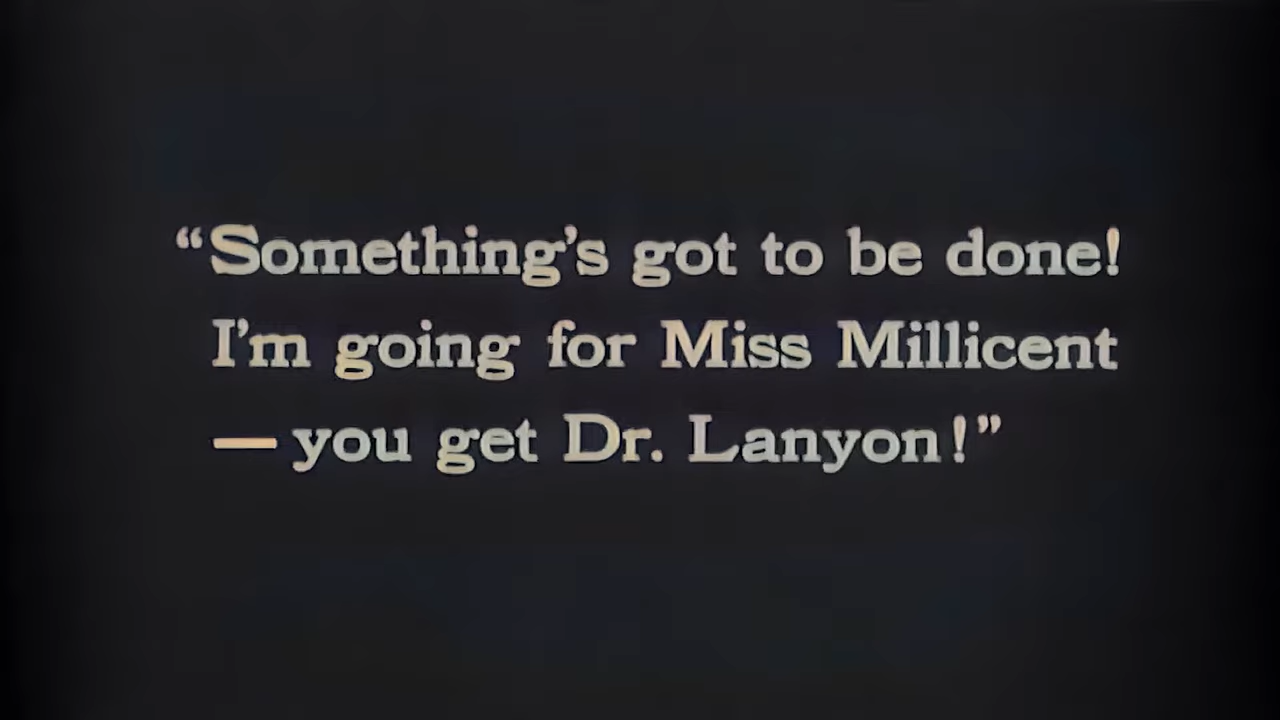 “Something’s got to be done!
I’m going for Miss Millicent
— you get Dr. Lanyon!”